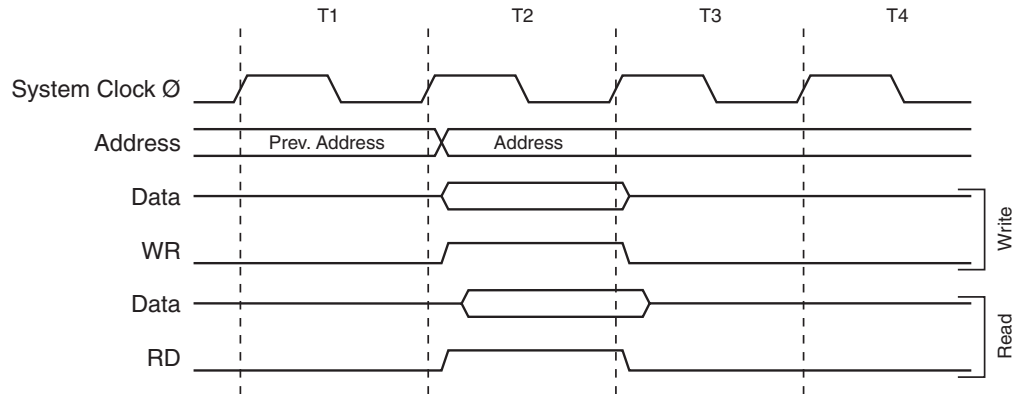 T1 T2 T3 T4
System Clock Ø
Address Prev. Address Address
Data
WR
Write
Data
RD
Read